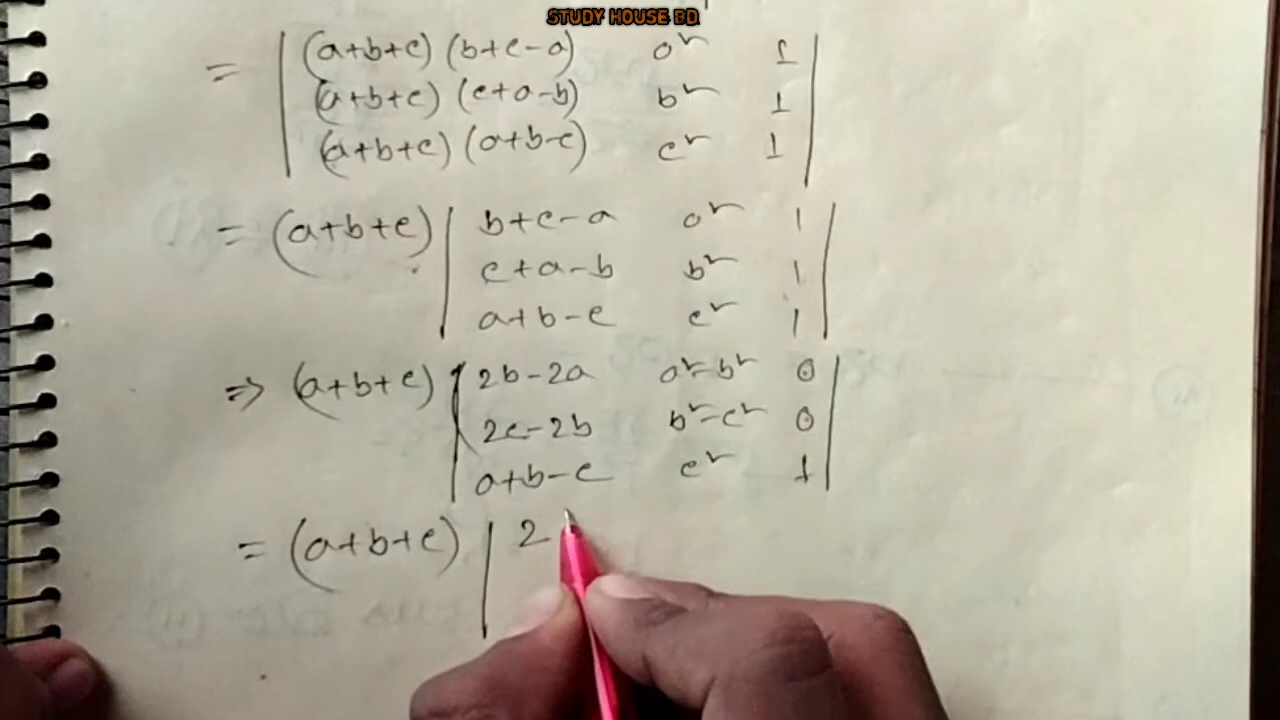 STUDY HOUSE BD
= | (a+b+c) (b+c-a) a² 1 |
(a+b+c) (c+a-b) b² 1
(a+b+c) (a+b-c) c² 1
= (a+b+c) | b+c-a a² 1 |
c+a-b b² 1
a+b-c c² 1
⇒ (a+b+c) | 2b-2a a²-b² 0 |
2c-2b b²-c² 0
a+b-c c² 1
= (a+b+c) | 2